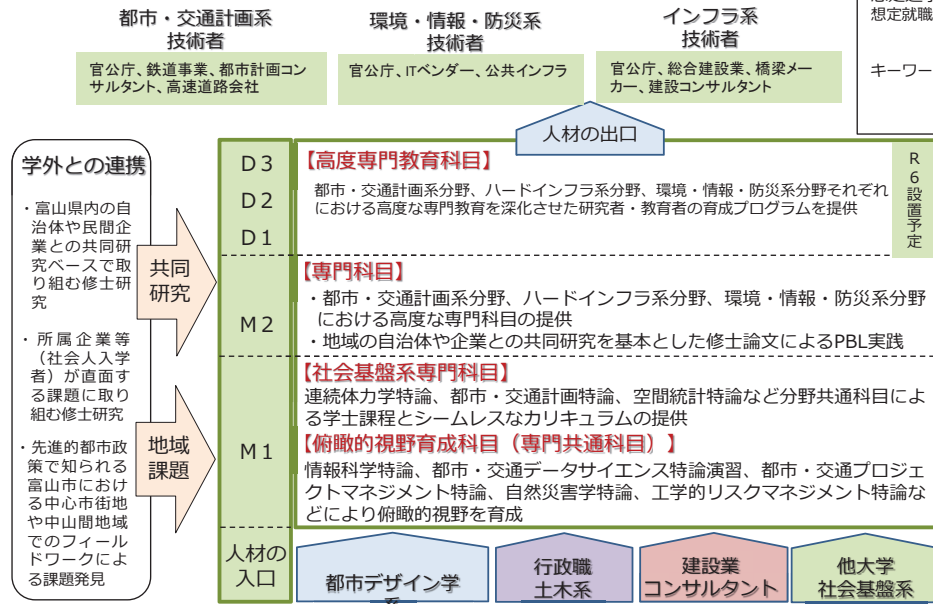 都市・交通計画系
技術者
官公庁、鉄道事業、都市計画コン
サルタント、高速道路会社
環境・情報・防災系
技術者
官公庁、ITベンダー、公共インフラ
インフラ系
技術者
官公庁、総合建設業、橋梁メー
カー、建設コンサルタント
想定就職
キーワー
人材の出口
学外との連携
・富山県内の自
治体や民間企
業との共同研
究ベースで取
り組む修士研
究
・所属企業等
（社会人入学
者）が直面す
る課題に取り
組む修士研究
・先進的都市政
策で知られる
富山市におけ
る中心市街地
や中山間地域
でのフィール
ドワークによ
る課題発見
共同
研究
地域
課題
D3
D2
D1
【高度専門教育科目】
都市・交通計画系分野、ハードインフラ系分野、環境・情報・防災系分野それぞれ
における高度な専門教育を深化させた研究者・教育者の育成プログラムを提供
R6設置予定
M2
【専門科目】
・都市・交通計画系分野、ハードインフラ系分野、環境・情報・防災系分野
における高度な専門科目の提供
・地域の自治体や企業との共同研究を基本とした修士論文によるPBL実践
M1
【社会基盤系専門科目】
連続体力学特論、都市・交通計画特論、空間統計特論など分野共通科目によ
る学士課程とシームレスなカリキュラムの提供
【俯瞰的視野育成科目（専門共通科目）】
情報科学特論、都市・交通データサイエンス特論演習、都市・交通プロジェ
クトマネジメント特論、自然災害学特論、工学的リスクマネジメント特論な
どにより俯瞰的視野を育成
人材の
入口
都市デザイン学
系
行政職
土木系
建設業
コンサルタント
他大学
社会基盤系